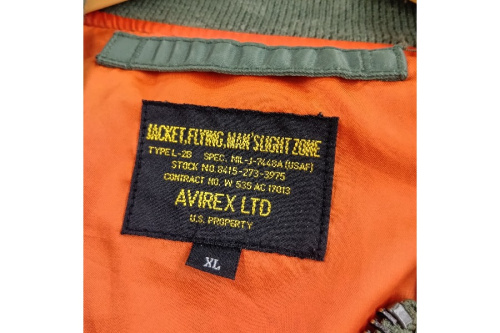 JACKET,FLYING,MAN'S LIGHT ZONE
TYPE L-2B SPEC. MIL-J-7448A (USAF)
STOCK NO.8415-273-3975
CONTRACT NO. W 535 AC 17013
AVIREX LTD
U.S. PROPERTY
XL